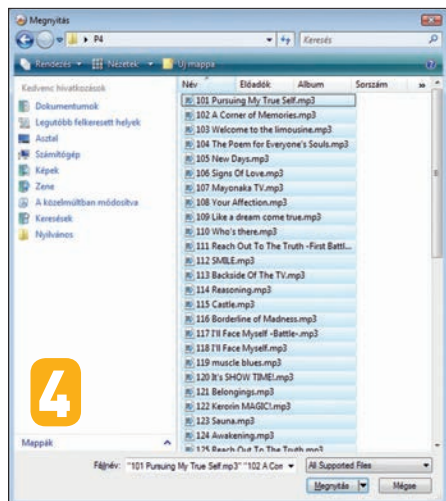 Megnyitás
P4
Keresés
Rendezés Nézetek Új mappa
Kedvenc hivatkozások
Dokumentumok
Legutóbb felkeresett helyek
Asztal
Számítógép
Képek
Zene
A közelmúltban módosítva
Keresések
Nyilvános
Mappák
Név Előadók Album Sorszám »
101 Pursuing My True Self.mp3
102 A Corner of Memories.mp3
103 Welcome to the limousine.mp3
104 The Poem for Everyone's Souls.mp3
105 New Days.mp3
106 Signs Of Love.mp3
107 Mayonaka TV.mp3
108 Your Affection.mp3
109 Like a dream come true.mp3
110 Who's there.mp3
111 Reach Out To The Truth -First Battl...
112 SMILE.mp3
113 Backside Of The TV.mp3
114 Reasoning.mp3
115 Castle.mp3
116 Borderline of Madness.mp3
117 I'll Face Myself -Battle-.mp3
118 I'll Face Myself.mp3
119 muscle blues.mp3
120 It's SHOW TIME!.mp3
121 Belongings.mp3
122 Kerorin MAGIC!.mp3
123 Sauna.mp3
124 Awakening.mp3
125 Reach Out To The Truth.mp3
4
Fájlnév: "101 Pursuing My True Self.mp3" "102 A Corr All Supported Files
Megnyitás Mégse